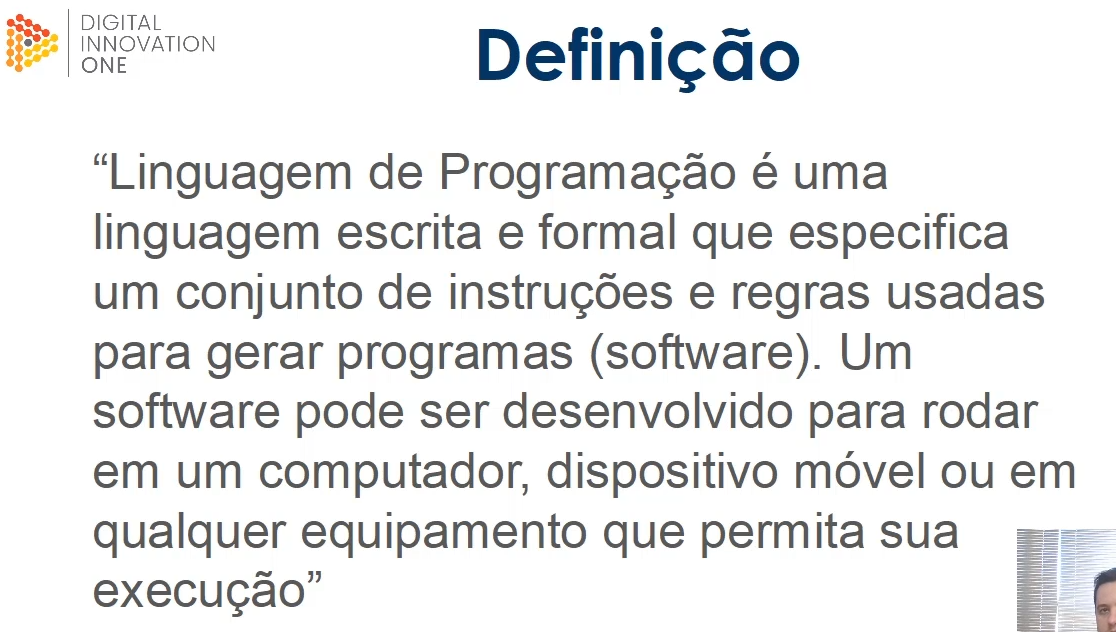 DIGITAL
INNOVATION
ONE
Definição
“Linguagem de Programação é uma
linguagem escrita e formal que especifica
um conjunto de instruções e regras usadas
para gerar programas (software). Um
software pode ser desenvolvido para rodar
em um computador, dispositivo móvel ou em
qualquer equipamento que permita sua
execução”